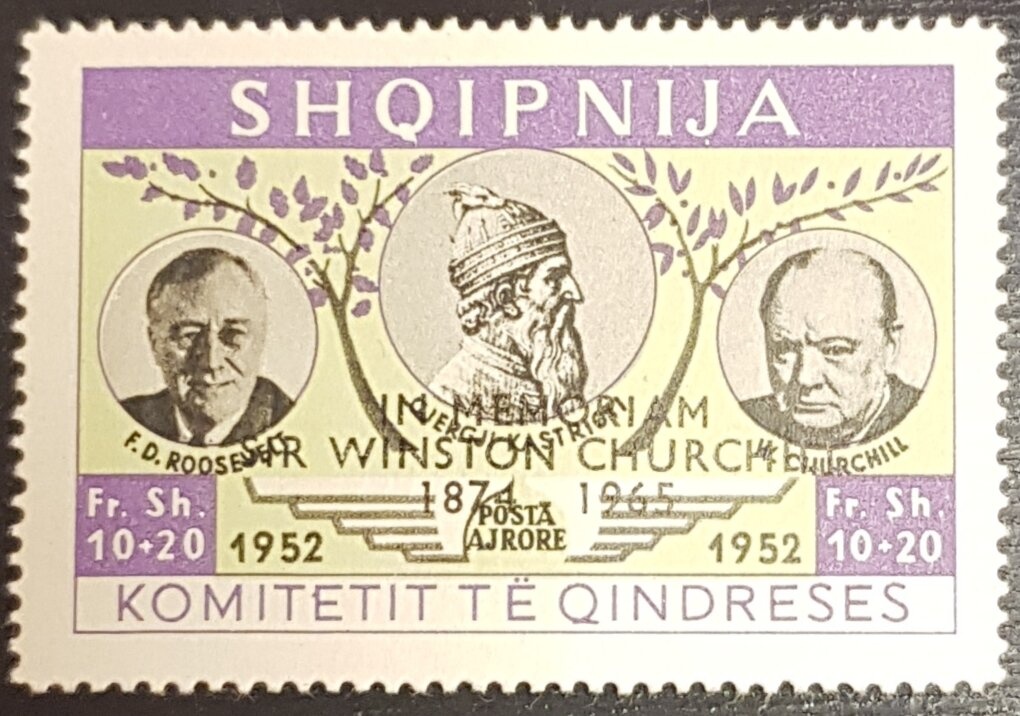 SHQIPNIJA
GJERGJ KASTRIOTI
F.D. ROOSEVELT
W. CHURCHILL
IN MEMORIAM
SIR WINSTON CHURCHILL
1874 1965
Fr. Sh. 10+20
1952
POSTA
AJRORE
1952
Fr. Sh. 10+20
KOMITETIT TË QINDRESES